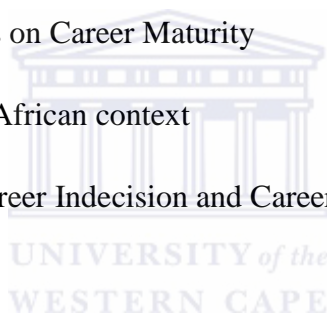 on Career Maturity
African context
reer Indecision and Career
UNIVERSITY of the
WESTERN CAPE